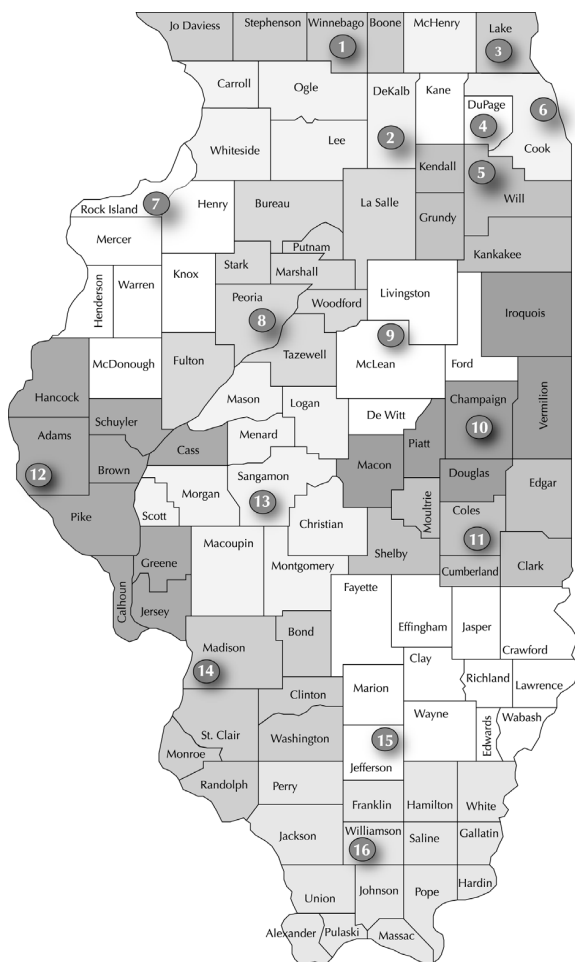 Jo Daviess
Stephenson
Winnebago
Boone
McHenry
Lake
1
3
Carroll
Ogle
DeKalb
Kane
DuPage
6
4
2
Cook
Whiteside
Lee
Kendall
5
Will
7
Rock Island
Henry
Bureau
La Salle
Grundy
Mercer
Putnam
Kankakee
Stark
Marshall
Knox
Warren
Henderson
Peoria
Woodford
Livingston
Iroquois
8
9
Tazewell
McLean
Ford
McDonough
Fulton
Hancock
Mason
Logan
De Witt
Champaign
Vermilion
Schuyler
Adams
Menard
Piatt
10
Cass
Macon
Brown
12
Sangamon
Douglas
Edgar
Morgan
13
Moultrie
Coles
Pike
Scott
Christian
11
Macoupin
Shelby
Greene
Montgomery
Cumberland
Clark
Calhoun
Fayette
Jersey
Effingham
Jasper
Bond
Crawford
Madison
Clay
14
Richland
Marion
Lawrence
Clinton
Wayne
Edwards
Wabash
St. Clair
Washington
15
Monroe
Jefferson
Randolph
Perry
Franklin
Hamilton
White
Jackson
Williamson
Saline
Gallatin
16
Hardin
Union
Johnson
Pope
Alexander
Pulaski
Massac